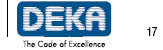 DEKA
The Code of Excellence
17